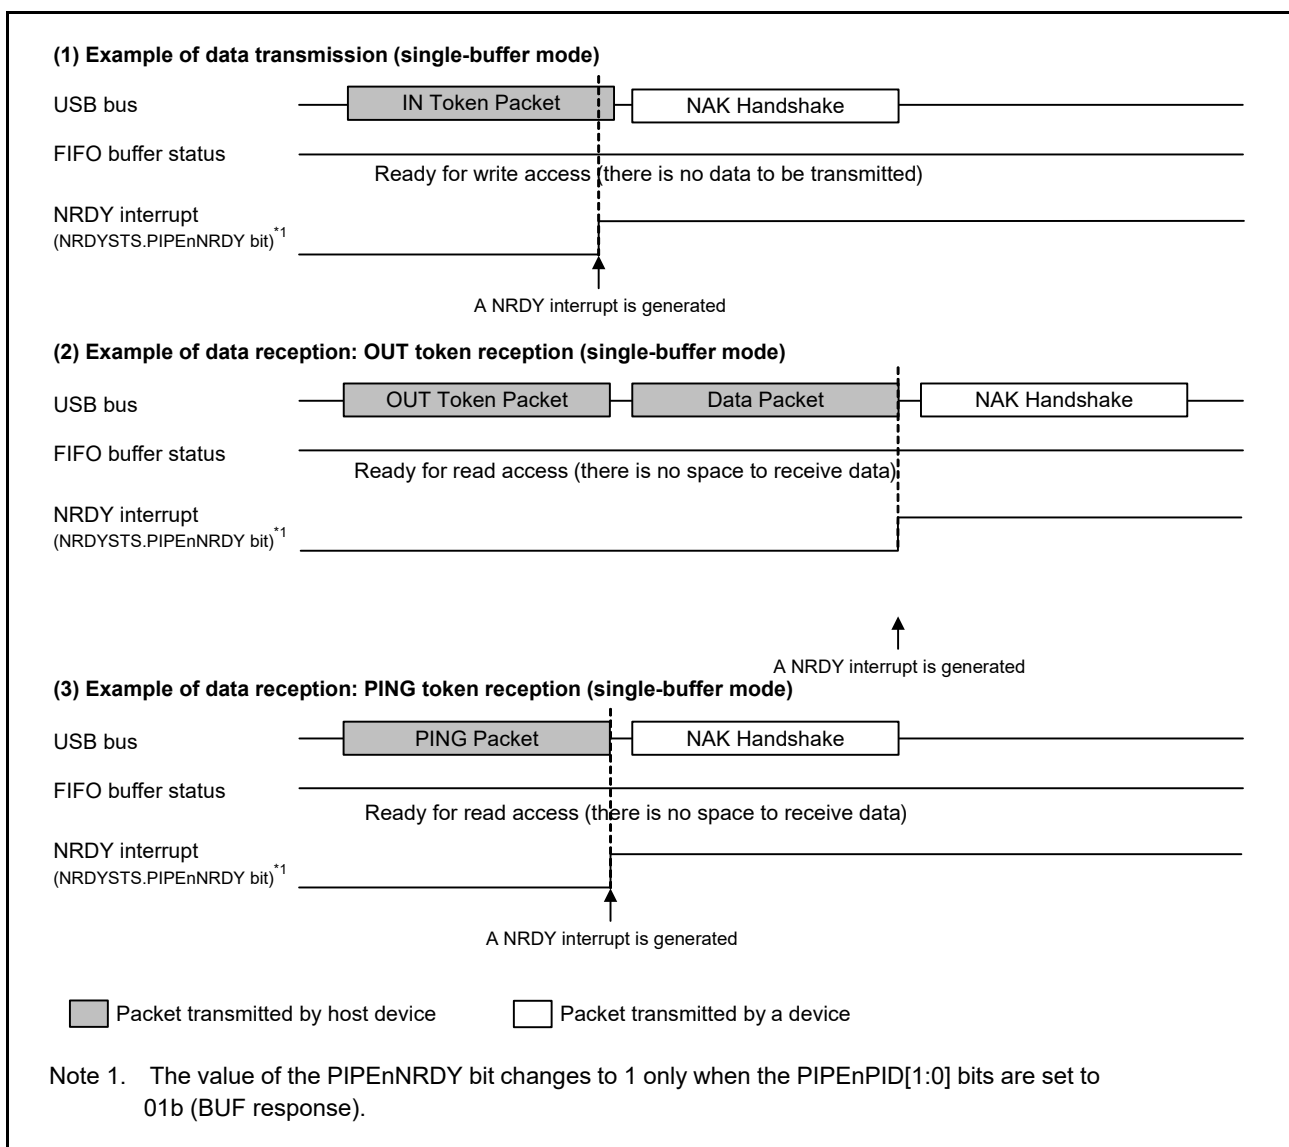 (1) Example of data transmission (single-buffer mode)
USB bus
IN Token Packet
NAK Handshake
FIFO buffer status
Ready for write access (there is no data to be transmitted)
NRDY interrupt
(NRDYSTS.PIPEnNRDY bit)*1
A NRDY interrupt is generated
(2) Example of data reception: OUT token reception (single-buffer mode)
USB bus
OUT Token Packet
Data Packet
NAK Handshake
FIFO buffer status
Ready for read access (there is no space to receive data)
NRDY interrupt
(NRDYSTS.PIPEnNRDY bit)*1
A NRDY interrupt is generated
(3) Example of data reception: PING token reception (single-buffer mode)
USB bus
PING Packet
NAK Handshake
FIFO buffer status
Ready for read access (there is no space to receive data)
NRDY interrupt
(NRDYSTS.PIPEnNRDY bit)*1
A NRDY interrupt is generated
Packet transmitted by host device
Packet transmitted by a device
Note 1. The value of the PIPEnNRDY bit changes to 1 only when the PIPEnPID[1:0] bits are set to
01b (BUF response).